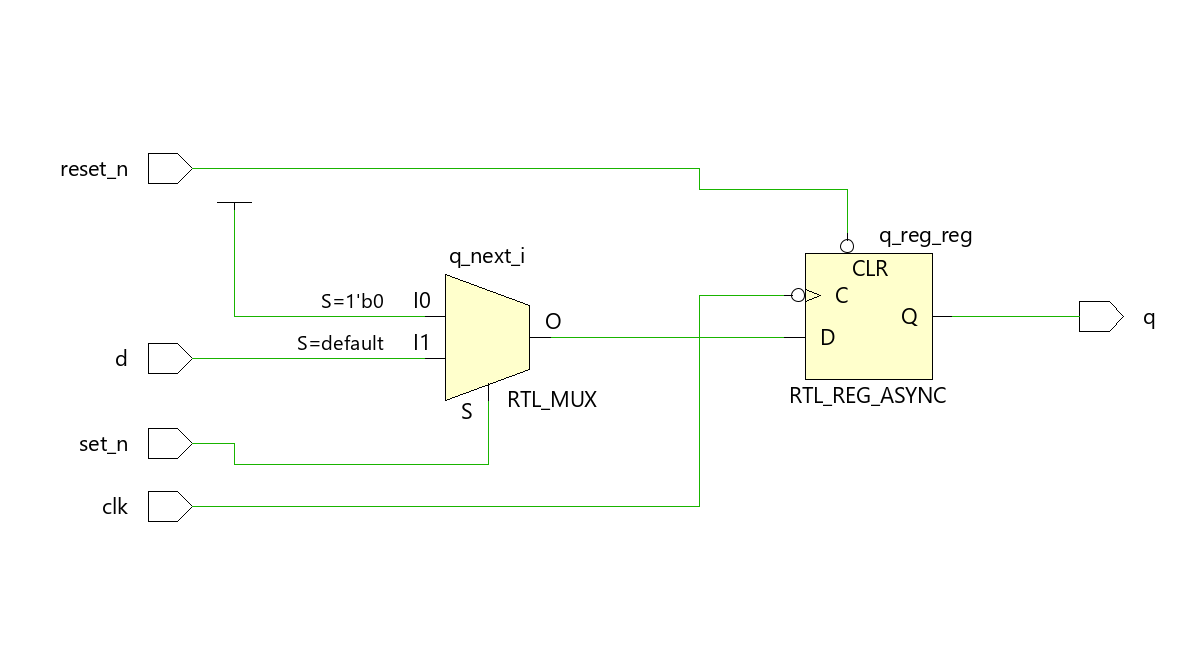 reset_n
q_reg_reg
q_next_i
CLR
S=1'b0 I0
C
O
Q
q
S=default I1
D
d
RTL_REG_ASYNC
RTL_MUX
S
set_n
clk